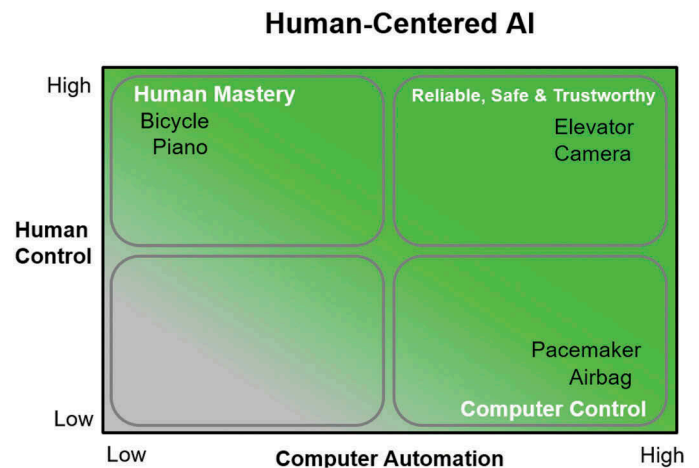 Human-Centered AI
High
Human Mastery
Bicycle
Piano
Reliable, Safe & Trustworthy
Elevator
Camera
Human
Control
Pacemaker
Airbag
Computer Control
Low
Low
Computer Automation
High